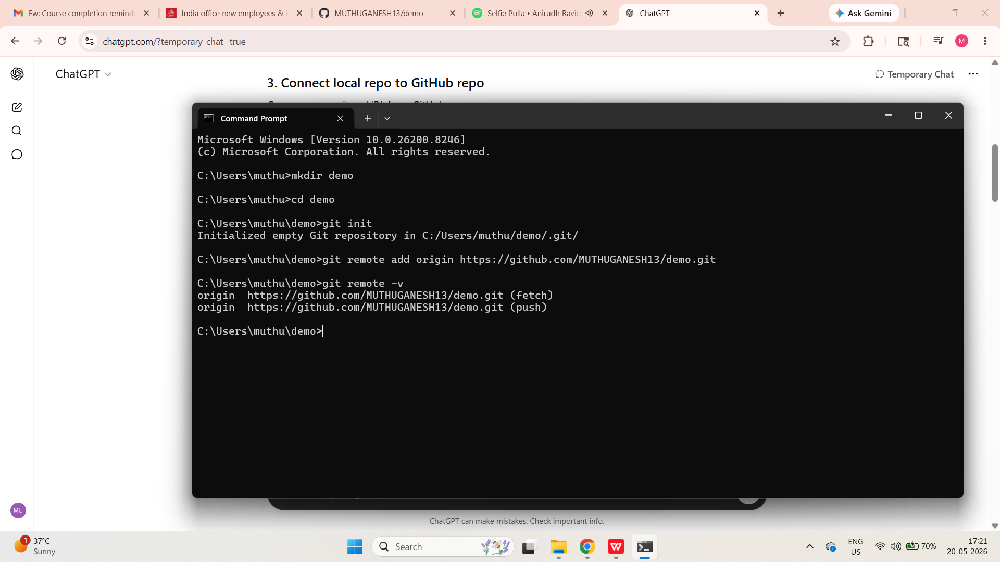 Fw: Course completion reminde
India office new employees & i
MUTHUGANESH13/demo
Selfie Pulla • Anirudh Ravic
ChatGPT
Ask Gemini
chatgpt.com/?temporary-chat=true
M
ChatGPT
Temporary Chat
3. Connect local repo to GitHub repo
Command Prompt
Microsoft Windows [Version 10.0.26200.8246]
(c) Microsoft Corporation. All rights reserved.
C:\Users\muthu>mkdir demo
C:\Users\muthu>cd demo
C:\Users\muthu\demo>git init
Initialized empty Git repository in C:/Users/muthu/demo/.git/
C:\Users\muthu\demo>git remote add origin https://github.com/MUTHUGANESH13/demo.git
C:\Users\muthu\demo>git remote -v
origin  https://github.com/MUTHUGANESH13/demo.git (fetch)
origin  https://github.com/MUTHUGANESH13/demo.git (push)
C:\Users\muthu\demo>
MU
ChatGPT can make mistakes. Check important info.
1
37°C
Sunny
Search
ENG
US
70%
17:21
20-05-2026